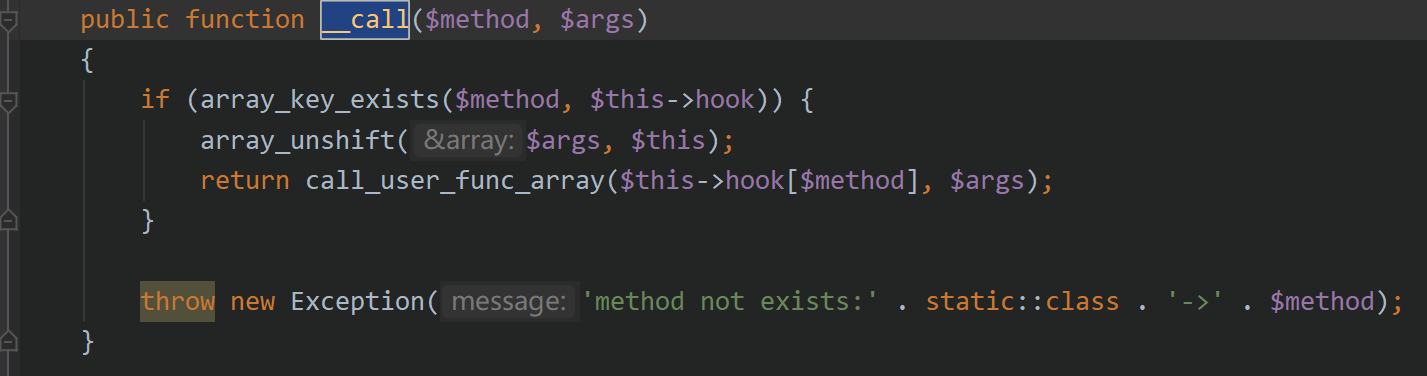 public function __call($method, $args)
{
if (array_key_exists($method, $this->hook)) {
array_unshift( &array: $args, $this);
return call_user_func_array($this->hook[$method], $args);
}
throw new Exception( message: 'method not exists:' . static::class . '->' . $method);
}